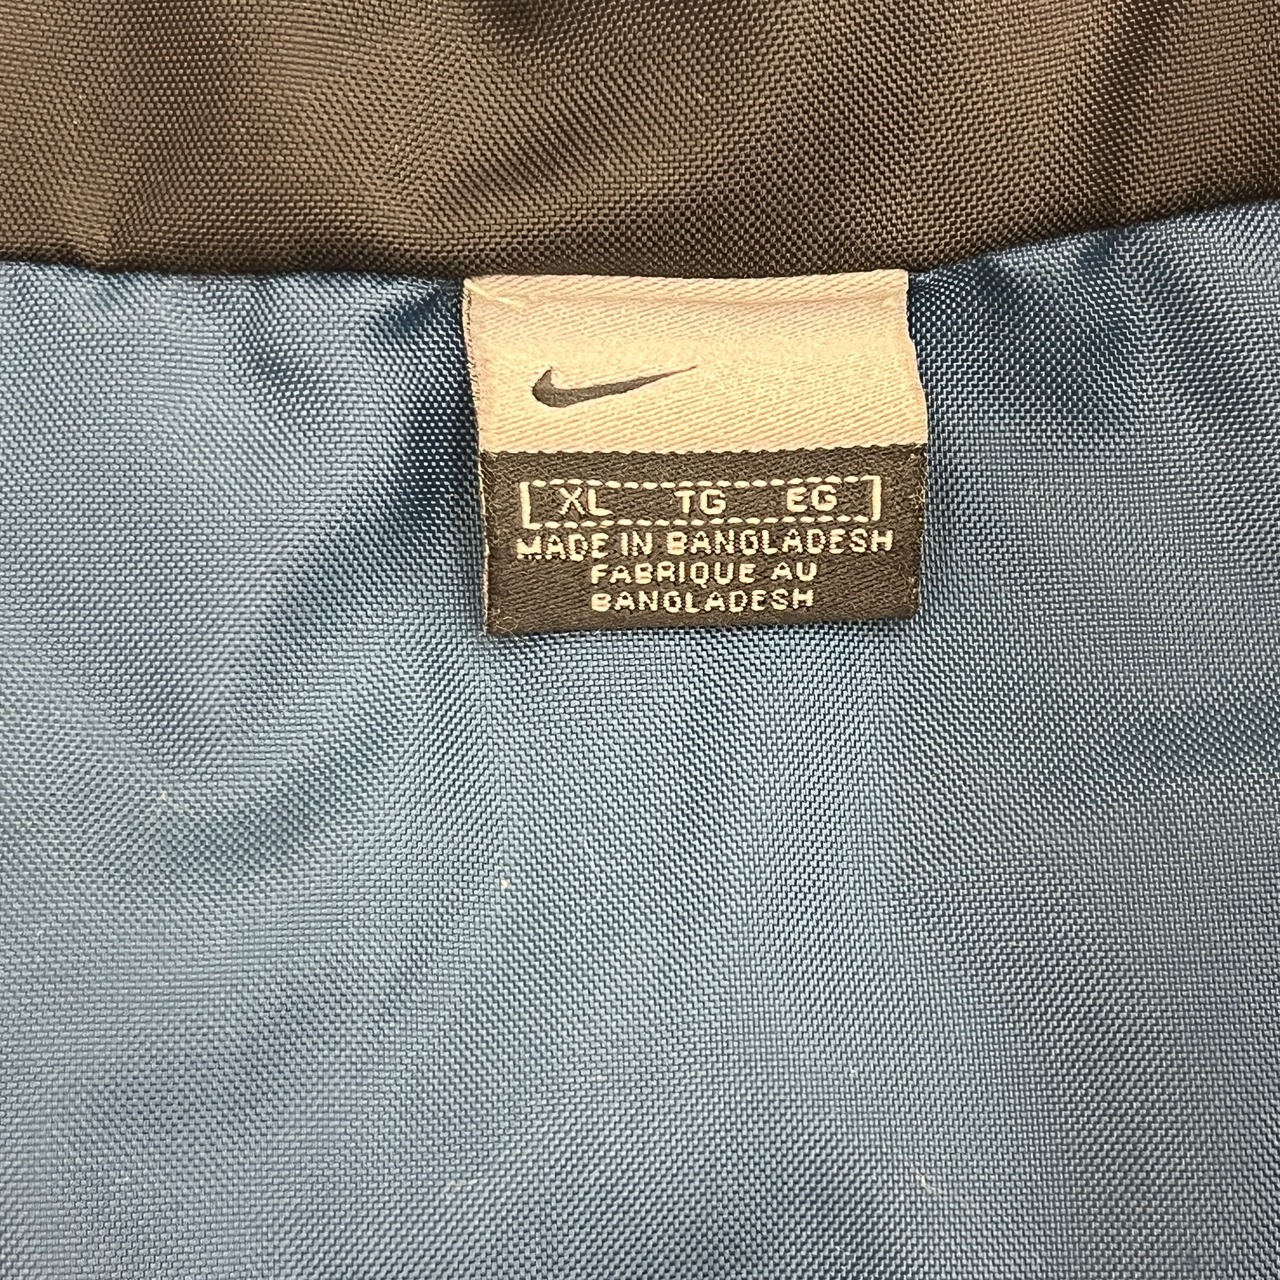 [XL TG EG]
MADE IN BANGLADESH
FABRIQUE AU
BANGLADESH